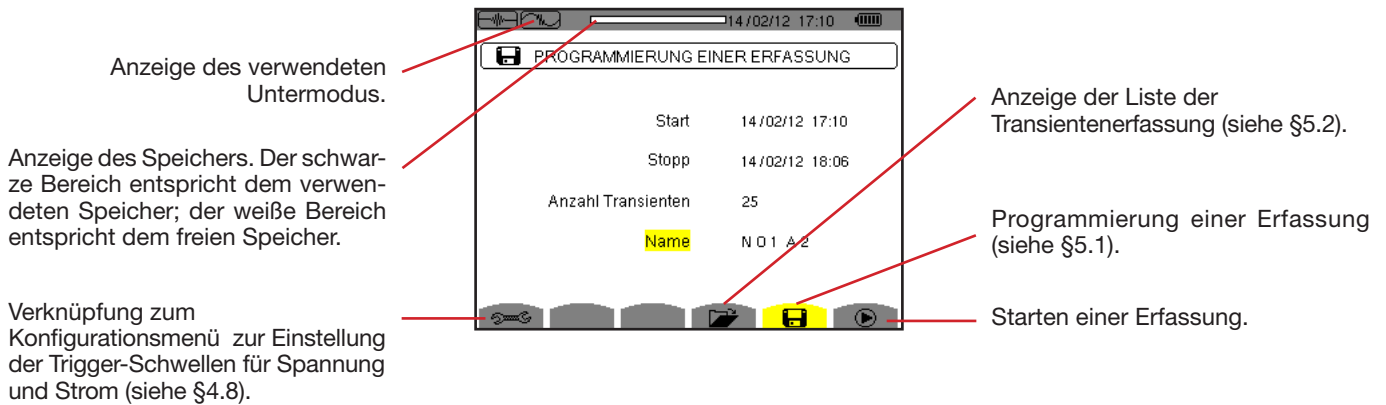 14/02/12 17:10
PROGRAMMIERUNG EINER ERFASSUNG
Start 14/02/12 17:10
Stopp 14/02/12 18:06
Anzahl Transienten 25
Name N O 1 A 2
Anzeige des verwendeten
Untermodus.
Anzeige des Speichers. Der schwar-
ze Bereich entspricht dem verwen-
deten Speicher; der weiße Bereich
entspricht dem freien Speicher.
Verknüpfung zum
Konfigurationsmenü zur Einstellung
der Trigger-Schwellen für Spannung
und Strom (siehe §4.8).
Anzeige der Liste der
Transientenerfassung (siehe §5.2).
Programmierung einer Erfassung
(siehe §5.1).
Starten einer Erfassung.